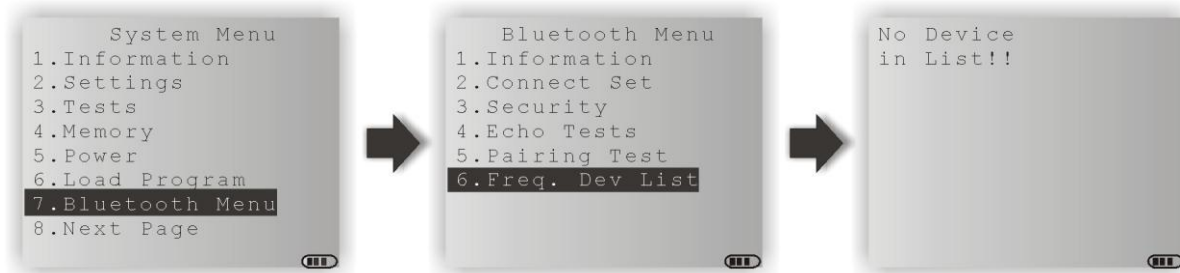 System Menu
1.Information
2.Settings
3.Tests
4.Memory
5.Power
6.Load Program
7.Bluetooth Menu
8.Next Page
Bluetooth Menu
1.Information
2.Connect Set
3.Security
4.Echo Tests
5.Pairing Test
6.Freq. Dev List
No Device
in List!!